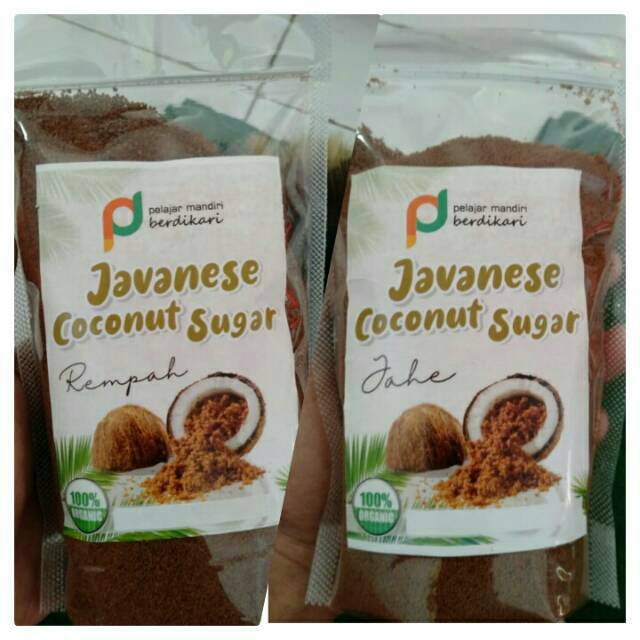 pelajar mandiri
berdikari
Javanese
Coconut Sugar
Rempah
100%
ORGANIC
pelajar mandiri
berdikari
Javanese
Coconut Sugar
Jahe
100%
ORGANIC